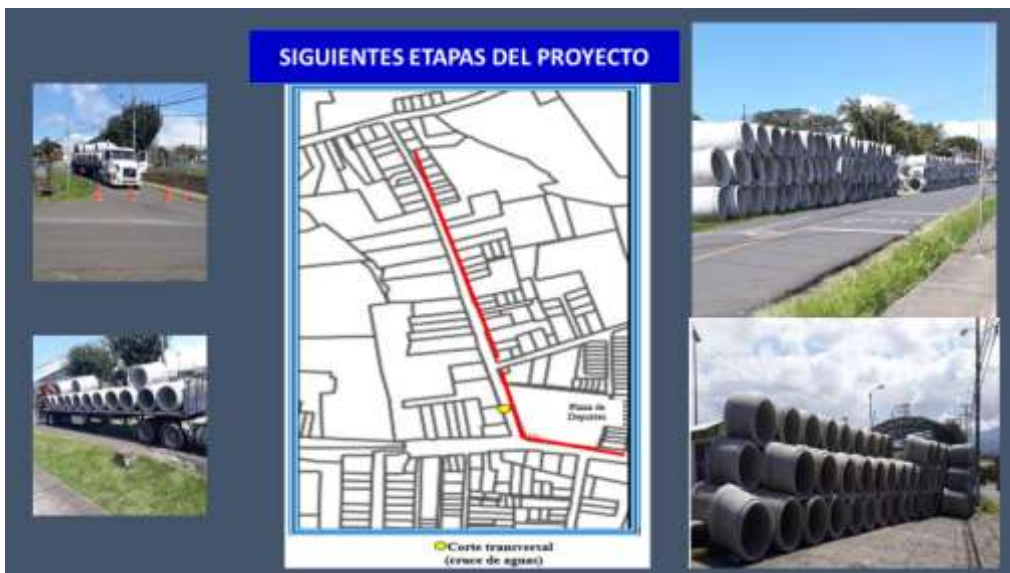 SIGUIENTES ETAPAS DEL PROYECTO
Plaza de
Deportes
Corte transversal
(cruce de aguas)